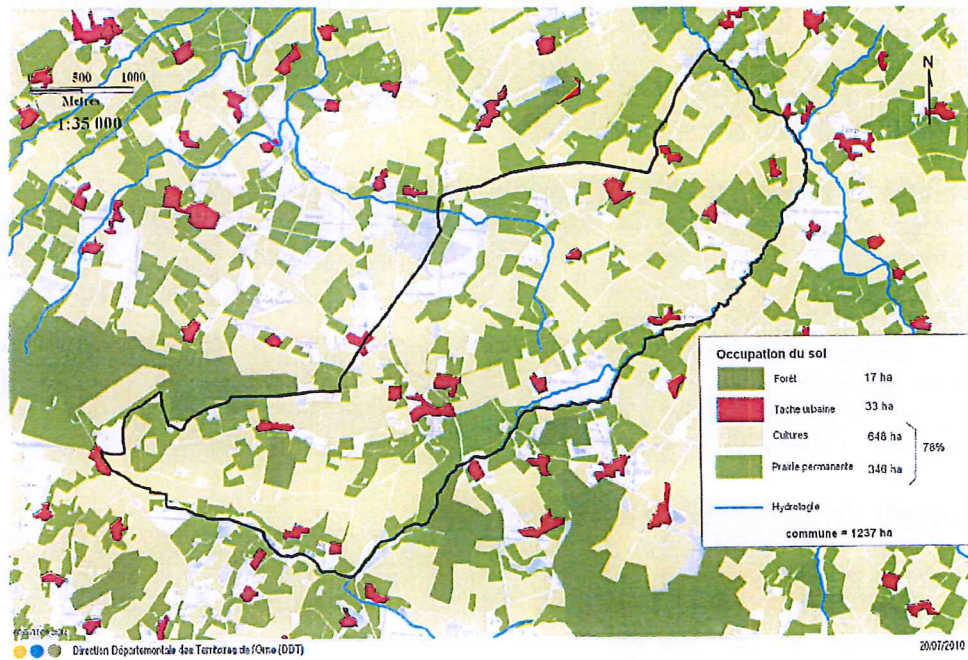 500 1000
Metres
1:35 000
N
Occupation du sol
Forêt 17 ha
Tache urbaine 33 ha
Cultures 648 ha
76%
Prairie permanente 346 ha
Hydrologie
commune = 1237 ha
Direction Départementale des Territoires de l'Orne (DDT)
20/07/2010